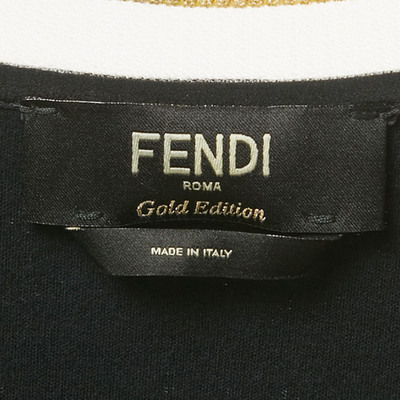 FENDI
ROMA
Gold Edition
MADE IN ITALY